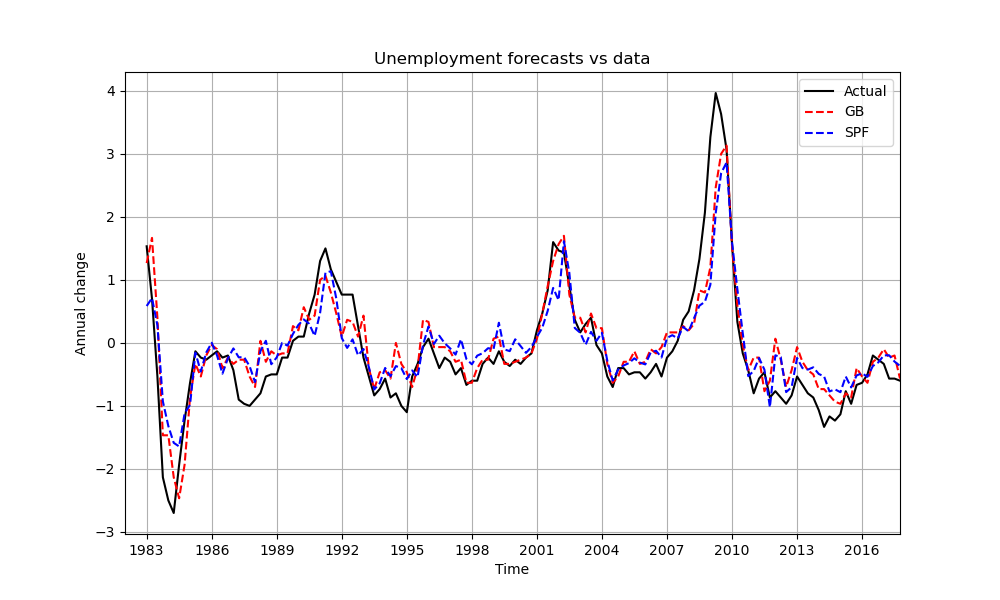 Unemployment forecasts vs data
Actual
GB
SPF
4
3
2
1
0
−1
−2
−3
Annual change
1983 1986 1989 1992 1995 1998 2001 2004 2007 2010 2013 2016
Time